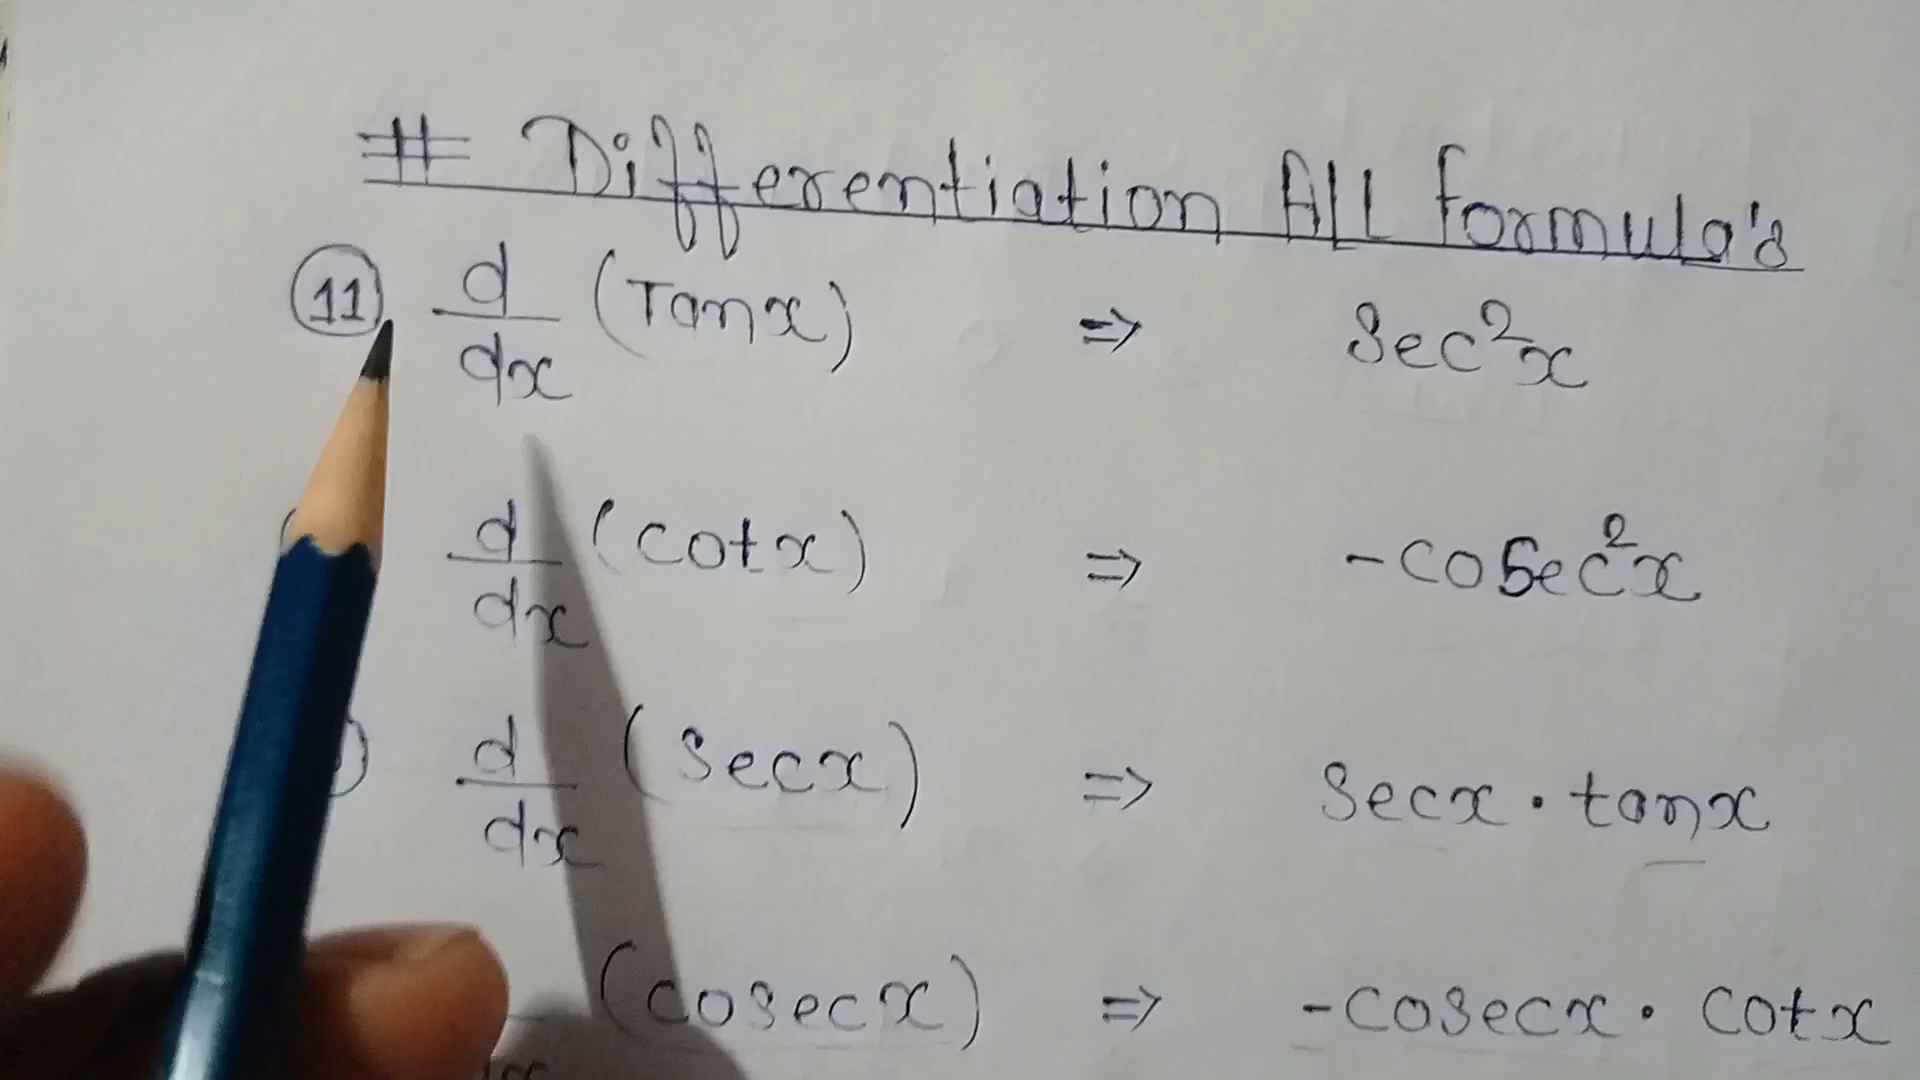 # Differentiation All formula's
11 d/dx (Tanx) => Sec²x
d/dx (cotx) => -coSec²x
d/dx (Secx) => Secx . tanx
(cosecx) => -cosecx . cotx